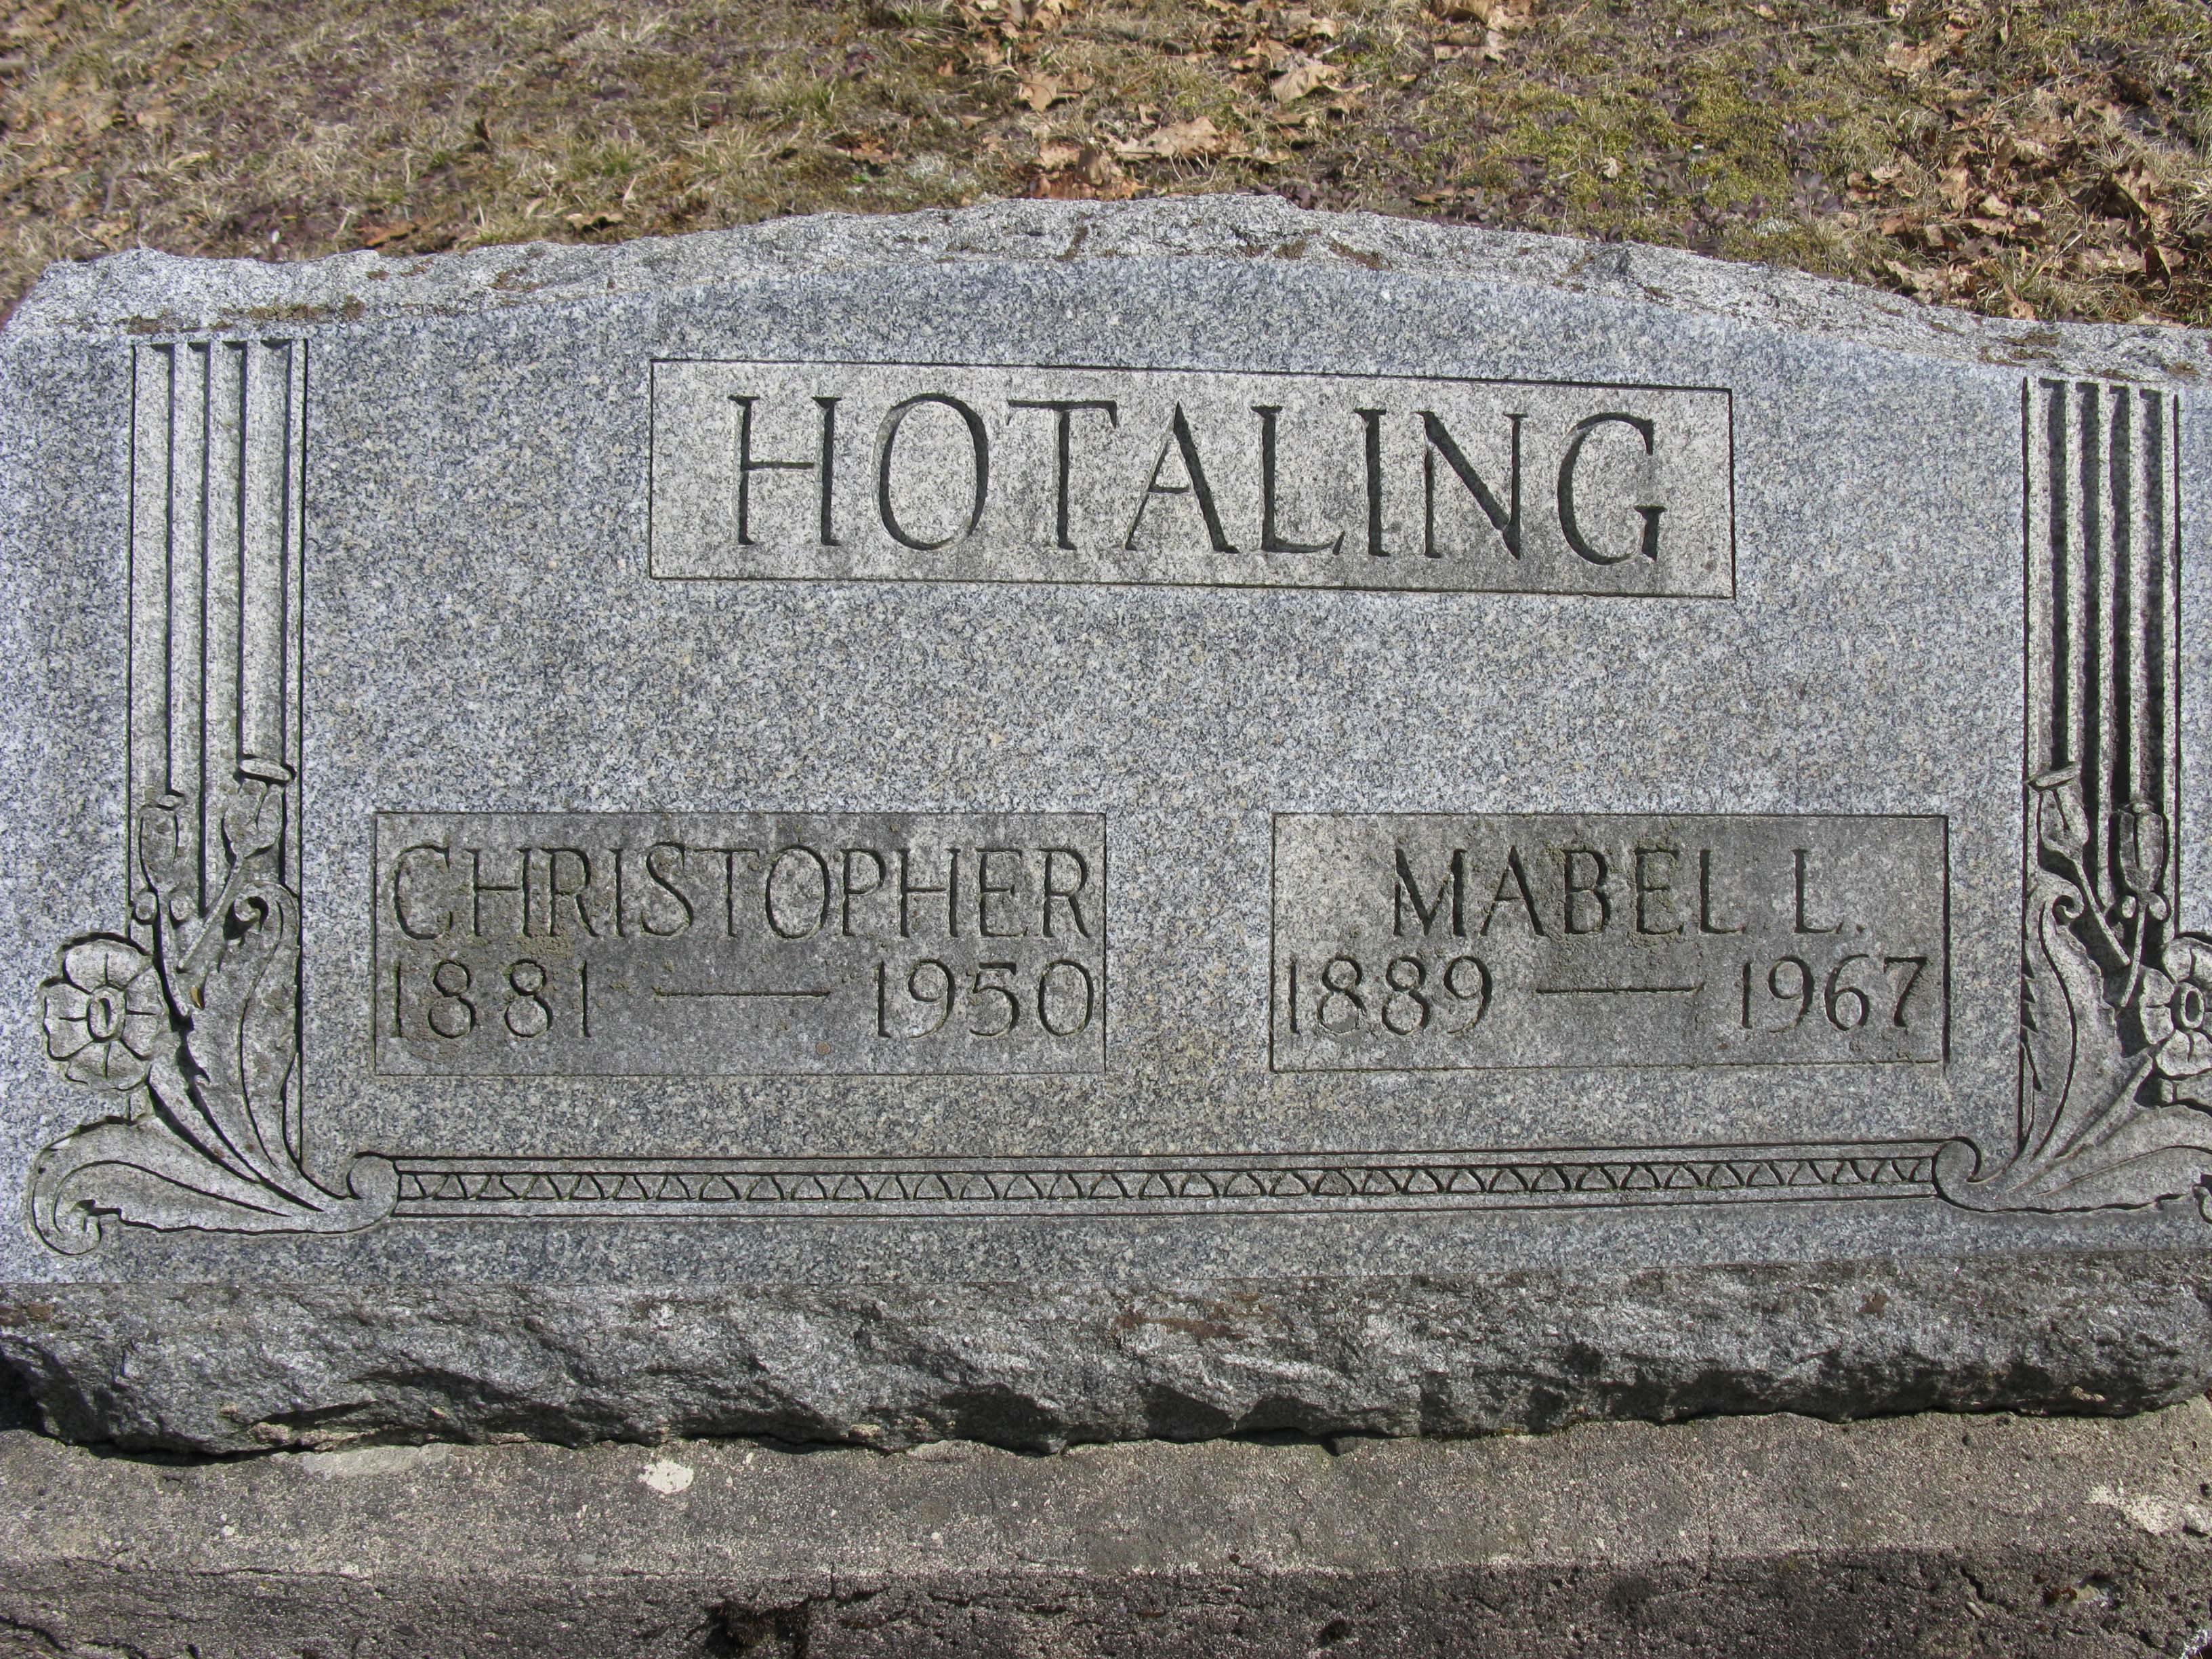 HOTALING
CHRISTOPHER
1881 — 1950
MABEL L.
1889 — 1967